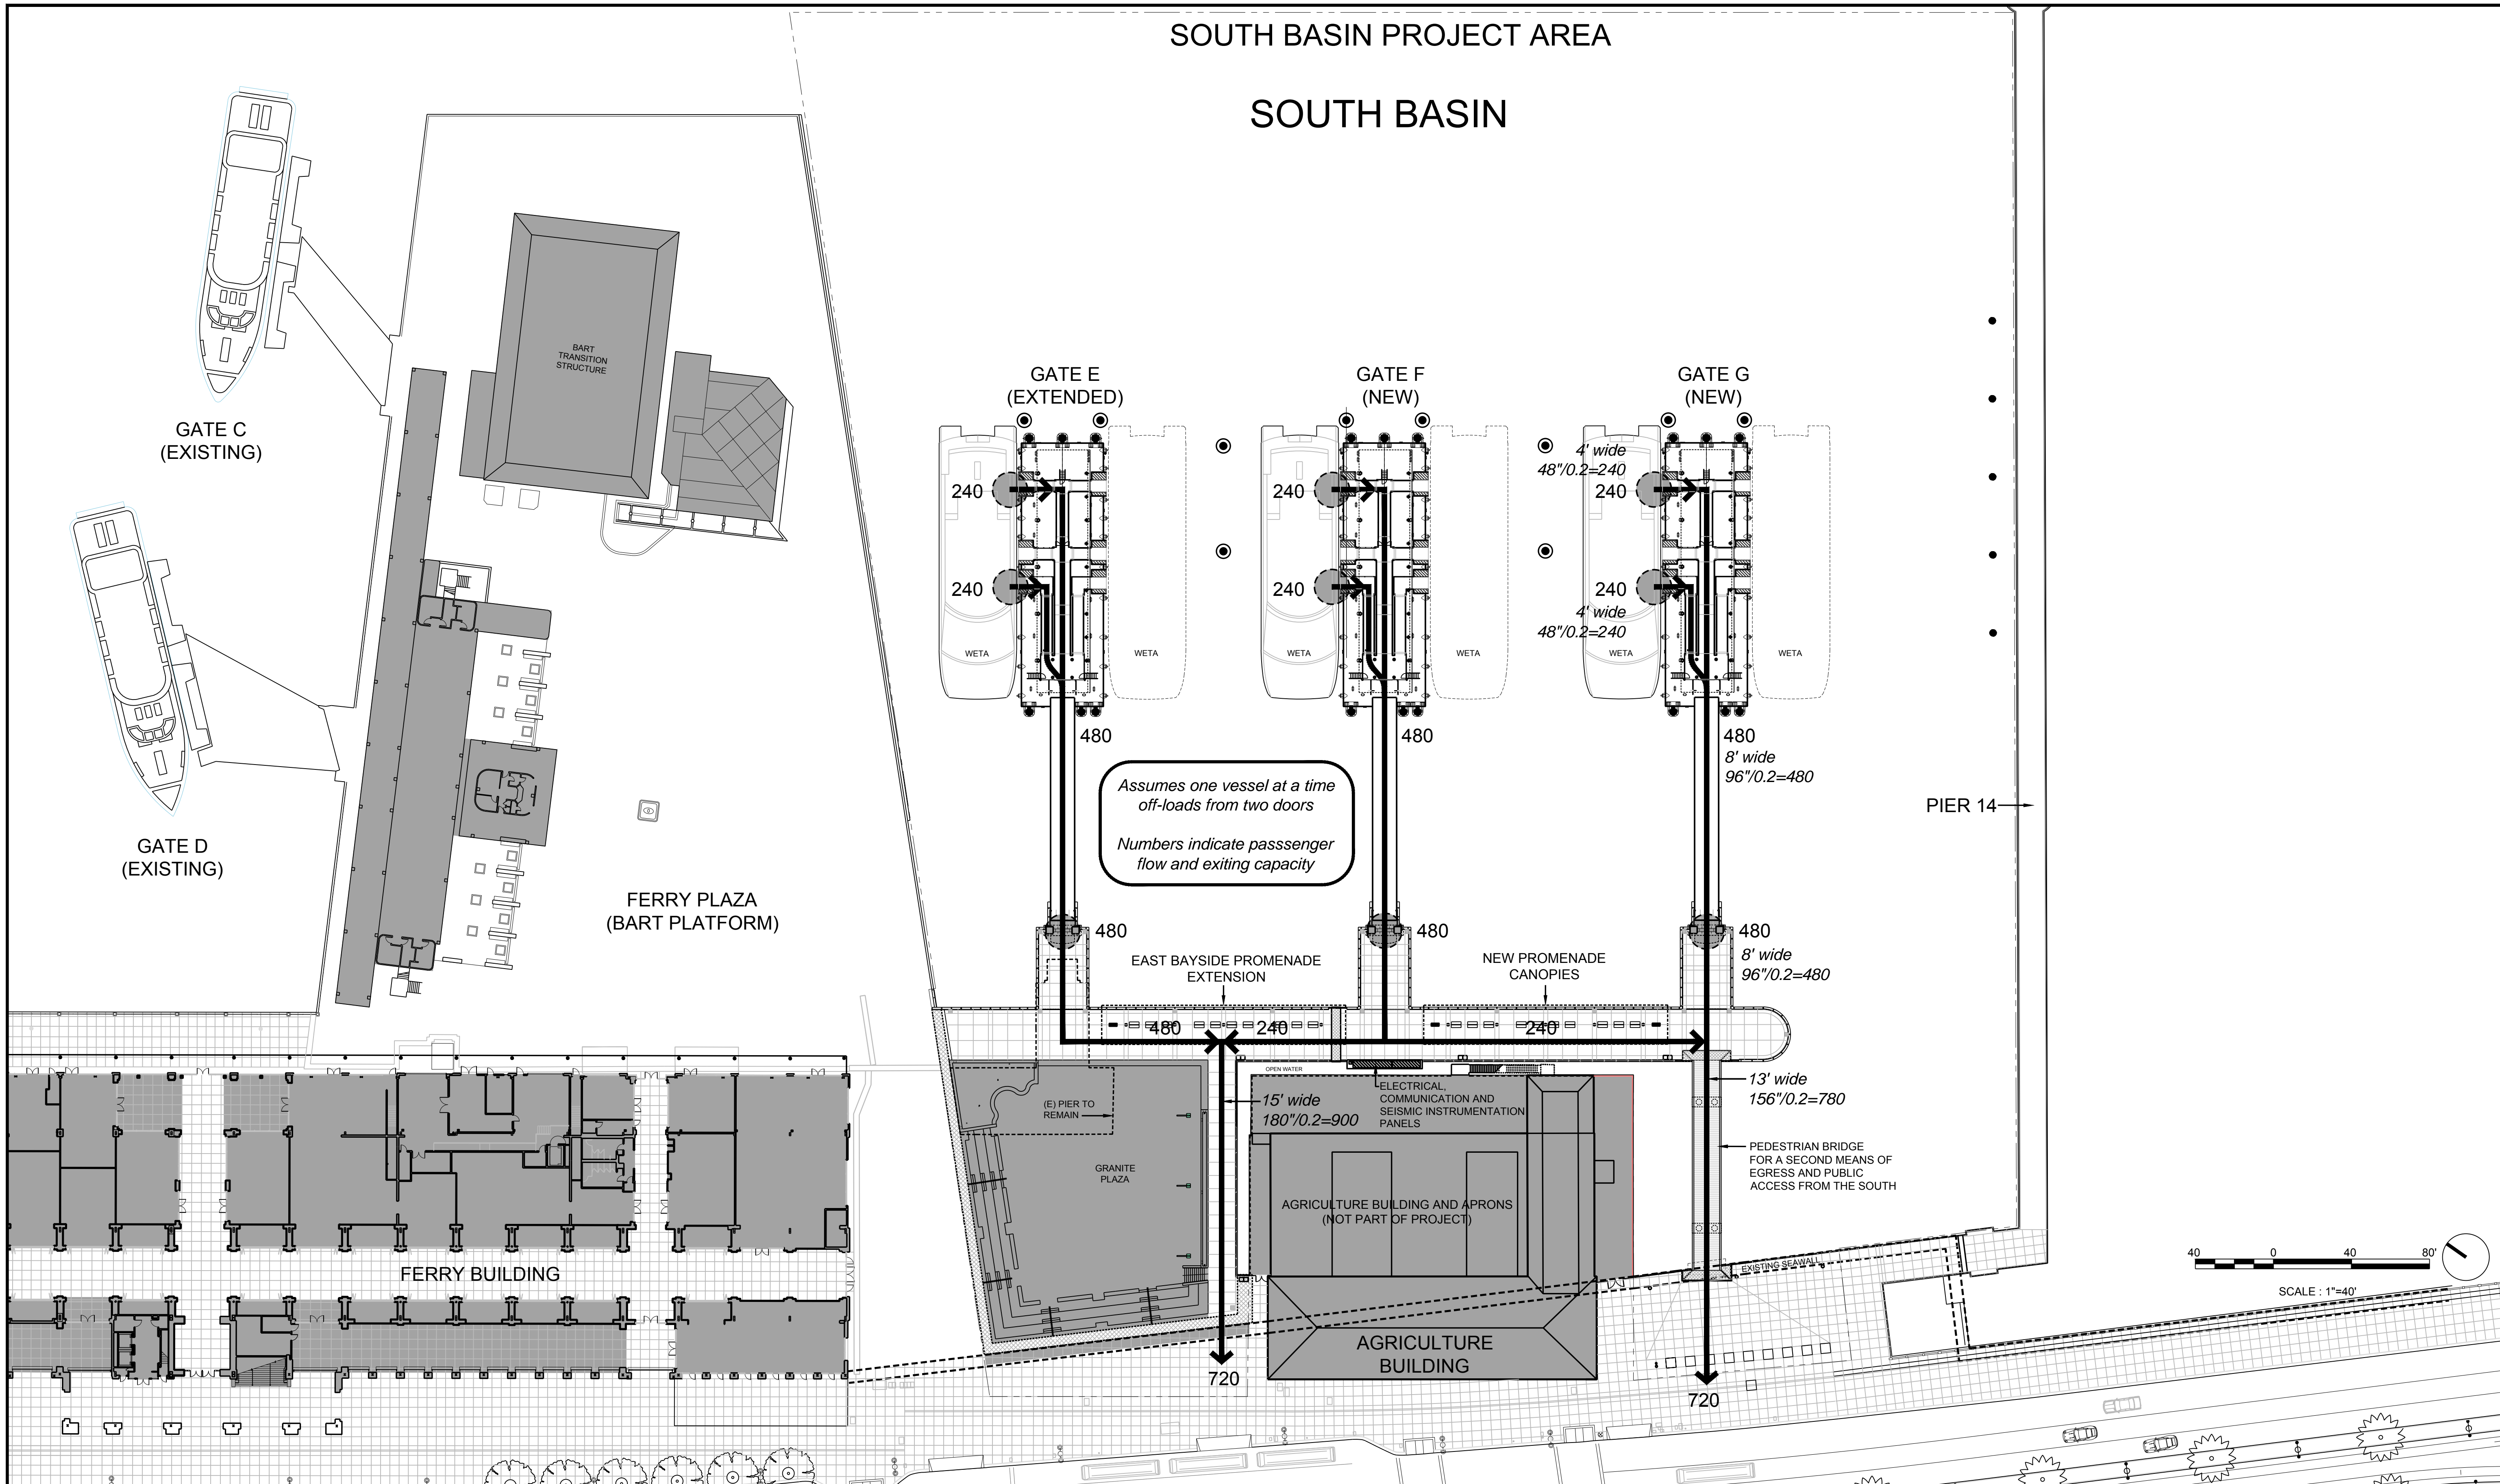 SOUTH BASIN PROJECT AREA
SOUTH BASIN
BART
TRANSITION
STRUCTURE
GATE C
(EXISTING)
GATE D
(EXISTING)
FERRY PLAZA
(BART PLATFORM)
GATE E
(EXTENDED)
GATE F
(NEW)
GATE G
(NEW)
240
240
4' wide
48"/0.2=240
240
240
240
240
4' wide
48"/0.2=240
WETA
WETA
WETA
WETA
WETA
WETA
480
480
480
8' wide
96"/0.2=480
Assumes one vessel at a time
off-loads from two doors
Numbers indicate passsenger
flow and exiting capacity
PIER 14
480
480
480
8' wide
96"/0.2=480
EAST BAYSIDE PROMENADE
EXTENSION
NEW PROMENADE
CANOPIES
480
240
240
OPEN WATER
ELECTRICAL,
COMMUNICATION AND
SEISMIC INSTRUMENTATION
PANELS
(E) PIER TO
REMAIN
15' wide
180"/0.2=900
13' wide
156"/0.2=780
GRANITE
PLAZA
PEDESTRIAN BRIDGE
FOR A SECOND MEANS OF
EGRESS AND PUBLIC
ACCESS FROM THE SOUTH
AGRICULTURE BUILDING AND APRONS
(NOT PART OF PROJECT)
FERRY BUILDING
EXISTING SEAWALL
40 0 40 80'
SCALE : 1"=40'
AGRICULTURE
BUILDING
720
720